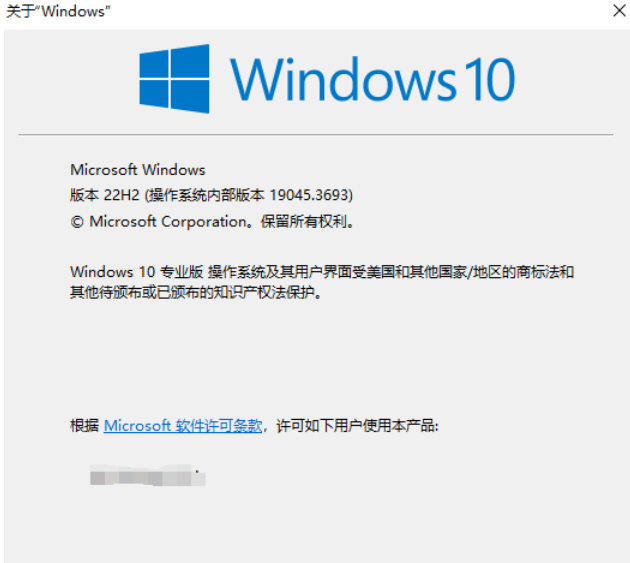 关于“Windows”
Windows 10
Microsoft Windows
版本 22H2 (操作系统内部版本 19045.3693)
© Microsoft Corporation。保留所有权利。
Windows 10 专业版 操作系统及其用户界面受美国和其他国家/地区的商标法和
其他待颁布或已颁布的知识产权法保护。
根据 Microsoft 软件许可条款，许可如下用户使用本产品: